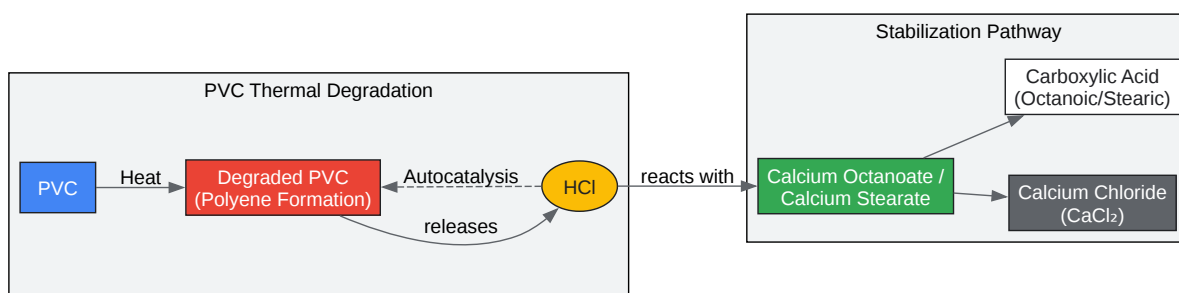 Stabilization Pathway
Carboxylic Acid
(Octanoic/Stearic)
PVC Thermal Degradation
PVC
Heat
Degraded PVC
(Polyene Formation)
Autocatalysis
releases
HCl
reacts with
Calcium Octanoate /
Calcium Stearate
Calcium Chloride
(CaCl₂)